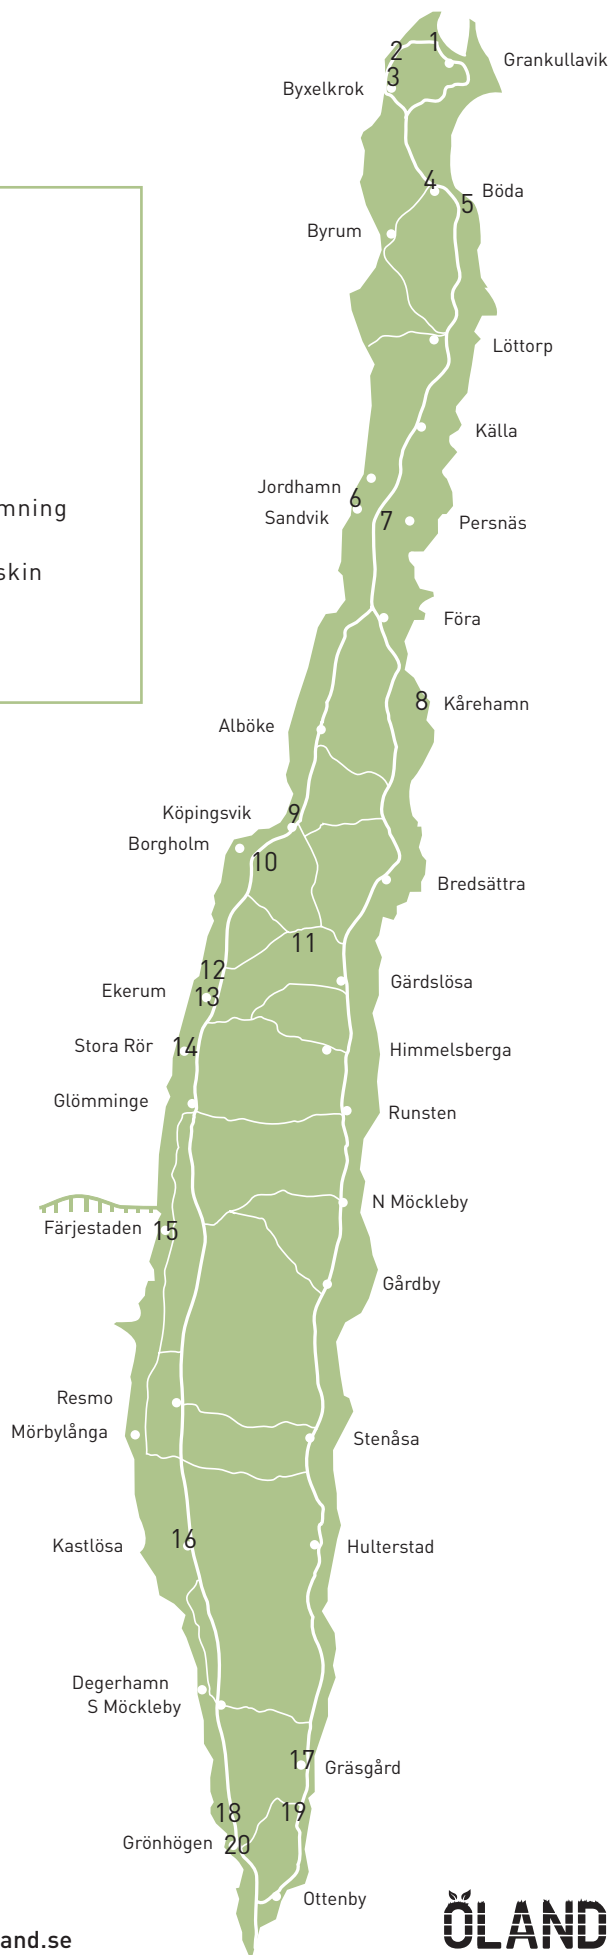 1
2
Grankullavik
3
Byxelkrok
4
Böda
5
Byrum
Löttorp
Källa
Jordhamn
6
mning
Sandvik
7
Persnäs
skin
Föra
8
Kårehamn
Alböke
Köpingsvik
9
Borgholm
10
Bredsättra
11
12
Gärdslösa
Ekerum
13
Stora Rör
14
Himmelsberga
Glömminge
Runsten
N Möckleby
Färjestaden
15
Gårdby
Resmo
Mörbylånga
Stenåsa
16
Kastlösa
Hulterstad
Degerhamn
S Möckleby
17
Gräsgård
18
19
Grönhögen
20
Ottenby
and.se
ÖLAND